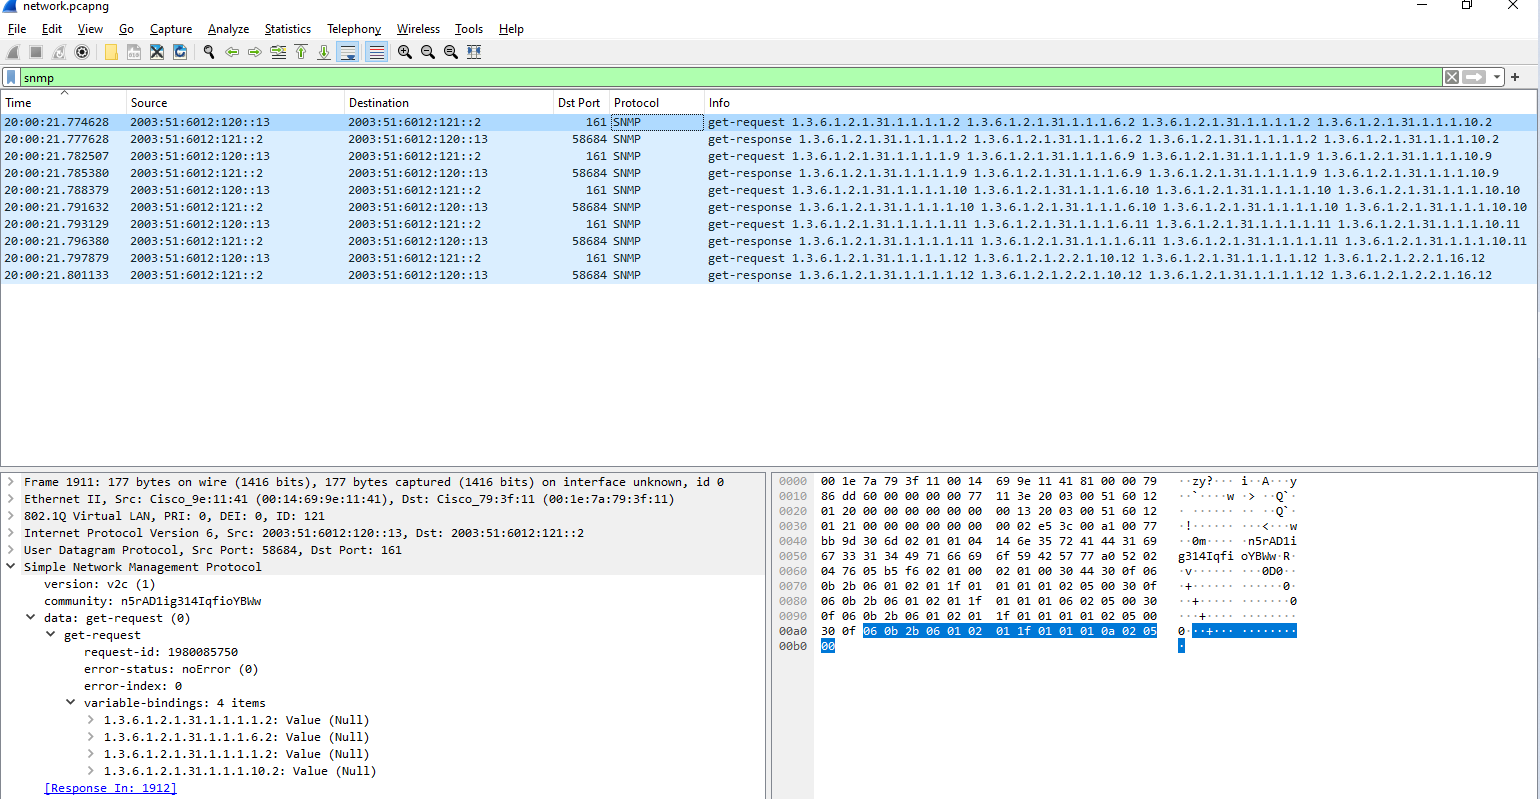 network.pcapng
File Edit View Go Capture Analyze Statistics Telephony Wireless Tools Help
snmp
Time Source Destination Dst Port Protocol Info
20:00:21.774628 2003:51:6012:120::13 2003:51:6012:121::2 161 SNMP get-request 1.3.6.1.2.1.31.1.1.1.1.2 1.3.6.1.2.1.31.1.1.1.6.2 1.3.6.1.2.1.31.1.1.1.1.2 1.3.6.1.2.1.31.1.1.1.10.2
20:00:21.777628 2003:51:6012:121::2 2003:51:6012:120::13 58684 SNMP get-response 1.3.6.1.2.1.31.1.1.1.1.2 1.3.6.1.2.1.31.1.1.1.6.2 1.3.6.1.2.1.31.1.1.1.1.2 1.3.6.1.2.1.31.1.1.1.10.2
20:00:21.782507 2003:51:6012:120::13 2003:51:6012:121::2 161 SNMP get-request 1.3.6.1.2.1.31.1.1.1.1.9 1.3.6.1.2.1.31.1.1.1.6.9 1.3.6.1.2.1.31.1.1.1.1.9 1.3.6.1.2.1.31.1.1.1.10.9
20:00:21.785380 2003:51:6012:121::2 2003:51:6012:120::13 58684 SNMP get-response 1.3.6.1.2.1.31.1.1.1.1.9 1.3.6.1.2.1.31.1.1.1.6.9 1.3.6.1.2.1.31.1.1.1.1.9 1.3.6.1.2.1.31.1.1.1.10.9
20:00:21.788379 2003:51:6012:120::13 2003:51:6012:121::2 161 SNMP get-request 1.3.6.1.2.1.31.1.1.1.1.10 1.3.6.1.2.1.31.1.1.1.6.10 1.3.6.1.2.1.31.1.1.1.1.10 1.3.6.1.2.1.31.1.1.1.10.10
20:00:21.791632 2003:51:6012:121::2 2003:51:6012:120::13 58684 SNMP get-response 1.3.6.1.2.1.31.1.1.1.1.10 1.3.6.1.2.1.31.1.1.1.6.10 1.3.6.1.2.1.31.1.1.1.1.10 1.3.6.1.2.1.31.1.1.1.10.10
20:00:21.793129 2003:51:6012:120::13 2003:51:6012:121::2 161 SNMP get-request 1.3.6.1.2.1.31.1.1.1.1.11 1.3.6.1.2.1.31.1.1.1.6.11 1.3.6.1.2.1.31.1.1.1.1.11 1.3.6.1.2.1.31.1.1.1.10.11
20:00:21.796380 2003:51:6012:121::2 2003:51:6012:120::13 58684 SNMP get-response 1.3.6.1.2.1.31.1.1.1.1.11 1.3.6.1.2.1.31.1.1.1.6.11 1.3.6.1.2.1.31.1.1.1.1.11 1.3.6.1.2.1.31.1.1.1.10.11
20:00:21.797879 2003:51:6012:120::13 2003:51:6012:121::2 161 SNMP get-request 1.3.6.1.2.1.31.1.1.1.1.12 1.3.6.1.2.1.2.2.1.10.12 1.3.6.1.2.1.31.1.1.1.1.12 1.3.6.1.2.1.2.2.1.16.12
20:00:21.801133 2003:51:6012:121::2 2003:51:6012:120::13 58684 SNMP get-response 1.3.6.1.2.1.31.1.1.1.1.12 1.3.6.1.2.1.2.2.1.10.12 1.3.6.1.2.1.31.1.1.1.1.12 1.3.6.1.2.1.2.2.1.16.12
Frame 1911: 177 bytes on wire (1416 bits), 177 bytes captured (1416 bits) on interface unknown, id 0
Ethernet II, Src: Cisco_9e:11:41 (00:14:69:9e:11:41), Dst: Cisco_79:3f:11 (00:1e:7a:79:3f:11)
802.1Q Virtual LAN, PRI: 0, DEI: 0, ID: 121
Internet Protocol Version 6, Src: 2003:51:6012:120::13, Dst: 2003:51:6012:121::2
User Datagram Protocol, Src Port: 58684, Dst Port: 161
Simple Network Management Protocol
version: v2c (1)
community: n5rAD1ig314IqfioYBWw
data: get-request (0)
get-request
request-id: 1980085750
error-status: noError (0)
error-index: 0
variable-bindings: 4 items
1.3.6.1.2.1.31.1.1.1.1.2: Value (Null)
1.3.6.1.2.1.31.1.1.1.6.2: Value (Null)
1.3.6.1.2.1.31.1.1.1.1.2: Value (Null)
1.3.6.1.2.1.31.1.1.1.10.2: Value (Null)
[Response In: 1912]
0000 00 1e 7a 79 3f 11 00 14 69 9e 11 41 81 00 00 79 ··zy?··· i··A···y
0010 86 dd 60 00 00 00 00 77 11 3e 20 03 00 51 60 12 ··`····w ·> ··Q`·
0020 01 20 00 00 00 00 00 00 00 13 20 03 00 51 60 12 · ······ ·· ··Q`·
0030 01 21 00 00 00 00 00 00 00 02 e5 3c 00 a1 00 77 ·!······ ···<···w
0040 bb 9d 30 6d 02 01 01 04 14 6e 35 72 41 44 31 69 ··0m···· ·n5rAD1i
0050 67 33 31 34 49 71 66 69 6f 59 42 57 77 a0 52 02 g314Iqfi oYBWw·R·
0060 04 76 05 b5 f6 02 01 00 02 01 00 30 44 30 0f 06 ·v······ ···0D0··
0070 0b 2b 06 01 02 01 1f 01 01 01 01 02 05 00 30 0f ·+······ ······0·
0080 06 0b 2b 06 01 02 01 1f 01 01 01 06 02 05 00 30 ··+····· ·······0
0090 0f 06 0b 2b 06 01 02 01 1f 01 01 01 01 02 05 00 ···+···· ········
00a0 30 0f 06 0b 2b 06 01 02 01 1f 01 01 01 0a 02 05 0···+··· ········
00b0 00 ·